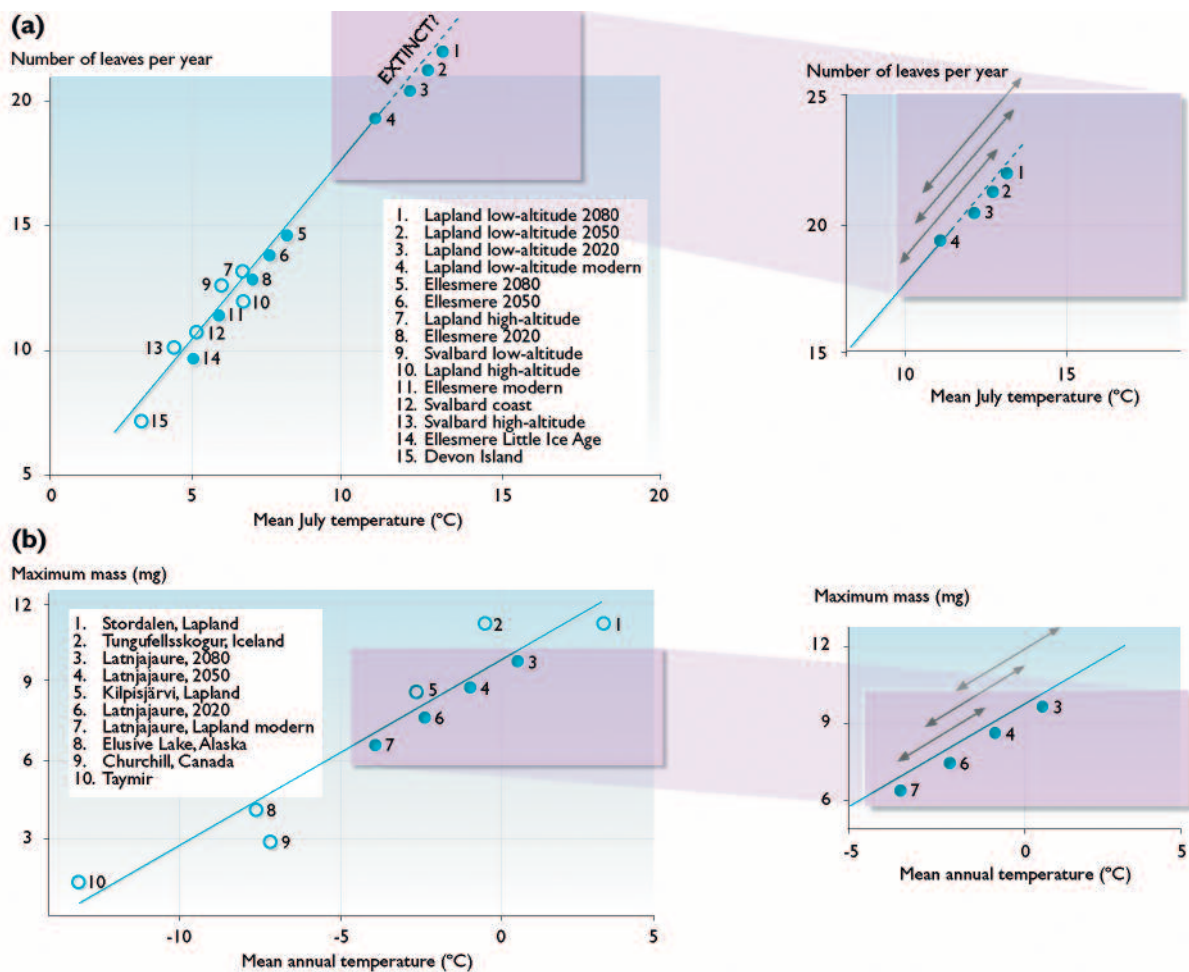 (a)
Number of leaves per year
EXTINCT?
1
2
3
4
5
6
7
8
9
10
11
12
13
14
15
20
15
10
5
0
5
10
15
20
Mean July temperature (°C)
1. Lapland low-altitude 2080
2. Lapland low-altitude 2050
3. Lapland low-altitude 2020
4. Lapland low-altitude modern
5. Ellesmere 2080
6. Ellesmere 2050
7. Lapland high-altitude
8. Ellesmere 2020
9. Svalbard low-altitude
10. Lapland high-altitude
11. Ellesmere modern
12. Svalbard coast
13. Svalbard high-altitude
14. Ellesmere Little Ice Age
15. Devon Island
Number of leaves per year
25
20
15
1
2
3
4
10
15
Mean July temperature (°C)
(b)
Maximum mass (mg)
12
9
6
3
1. Stordalen, Lapland
2. Tungufellsskogur, Iceland
3. Latnjajaure, 2080
4. Latnjajaure, 2050
5. Kilpisjärvi, Lapland
6. Latnjajaure, 2020
7. Latnjajaure, Lapland modern
8. Elusive Lake, Alaska
9. Churchill, Canada
10. Taymir
2
1
3
5
4
6
7
8
9
10
-10
-5
0
5
Mean annual temperature (°C)
Maximum mass (mg)
12
9
6
3
4
6
7
-5
0
5
Mean annual temperature (°C)